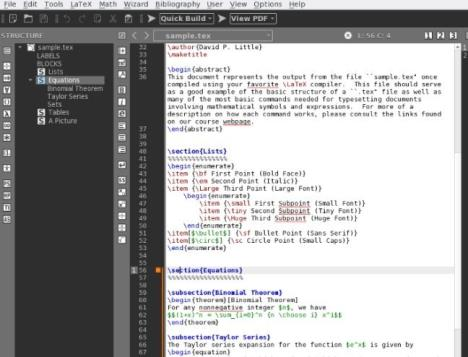 File Edit Tools LaTeX Math Wizard Bibliography User View Options Help
Quick Build View PDF
STRUCTURE sample.tex L: 56 C: 4 1 2 3
sample.tex
LABELS
BLOCKS
Lists
Equations
Binomial Theorem
Taylor Series
Sets
Tables
A Picture
32 \author{David P. Little}
33 \maketitle
34
35 \begin{abstract}
36 This document represents the output from the file ``sample.tex" once
compiled using your favorite \LaTeX compiler. This file should serve
as a good example of the basic structure of a ``.tex" file as well as
many of the most basic commands needed for typesetting documents
involving mathematical symbols and expressions. For more of a
description on how each command works, please consult the links found
on our course webpage.
37 \end{abstract}
38
39
40 \section{Lists}
41 %%%%%%%%%%%%%%
42 \begin{enumerate}
43 \item {\bf First Point (Bold Face)}
44 \item {\em Second Point (Italic)}
45 \item {\Large Third Point (Large Font)}
46 \begin{enumerate}
47 \item {\small First Subpoint (Small Font)}
48 \item {\tiny Second Subpoint (Tiny Font)}
49 \item {\Huge Third Subpoint (Huge Font)}
50 \end{enumerate}
51 \item[$\bullet$] {\sf Bullet Point (Sans Serif)}
52 \item[$\circ$] {\sc Circle Point (Small Caps)}
53 \end{enumerate}
54
55
1 56 \section{Equations}
57
58
59 \subsection{Binomial Theorem}
60 \begin{theorem}[Binomial Theorem]
61 For any nonnegative integer $n$, we have
62 $$(1+x)^n = \sum_{i=0}^n {n \choose i} x^i$$
63 \end{theorem}
64
65 \subsection{Taylor Series}
66 The Taylor series expansion for the function $e^x$ is given by
67 \begin{equation}